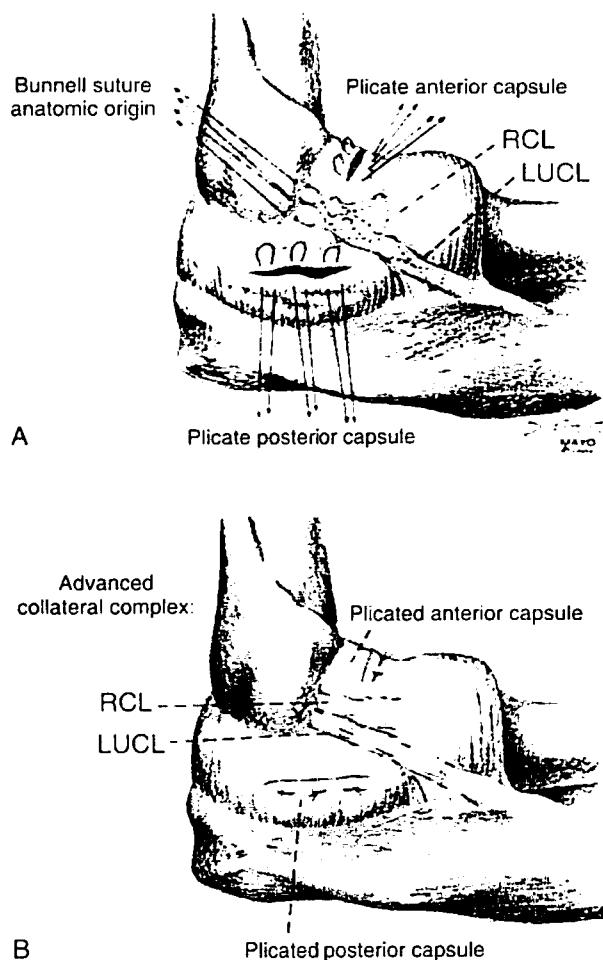 Bunnell suture
anatomic origin
Plicate anterior capsule
RCL
LUCL
Plicate posterior capsule
A
MAYO
Advanced
collateral complex:
Plicated anterior capsule
RCL
LUCL
B
Plicated posterior capsule